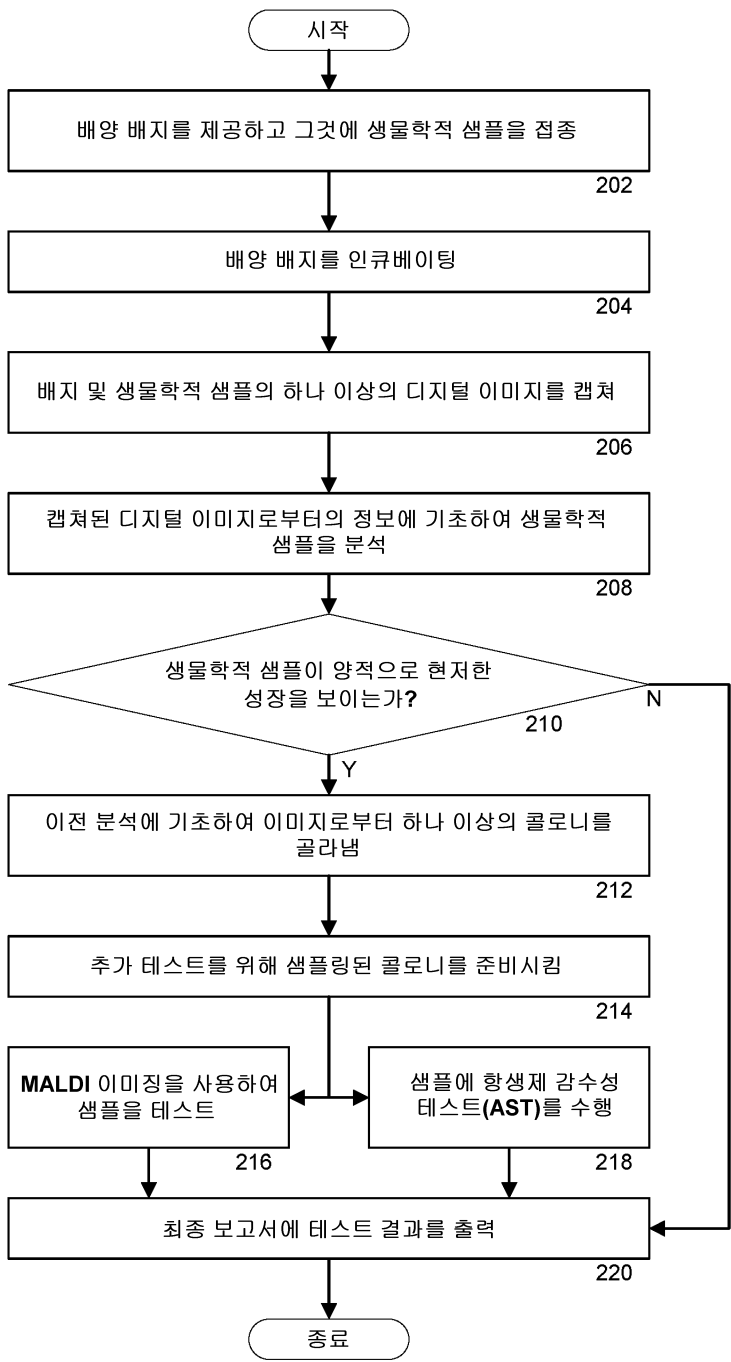 시작
배양 배지를 제공하고 그것에 생물학적 샘플을 접종
202
배양 배지를 인큐베이팅
204
배지 및 생물학적 샘플의 하나 이상의 디지털 이미지를 캡쳐
206
캡쳐된 디지털 이미지로부터의 정보에 기초하여 생물학적
샘플을 분석
208
생물학적 샘플이 양적으로 현저한
성장을 보이는가?
210
N
Y
이전 분석에 기초하여 이미지로부터 하나 이상의 콜로니를
골라냄
212
추가 테스트를 위해 샘플링된 콜로니를 준비시킴
214
MALDI 이미징을 사용하여
샘플을 테스트
216
샘플에 항생제 감수성
테스트(AST)를 수행
218
최종 보고서에 테스트 결과를 출력
220
종료